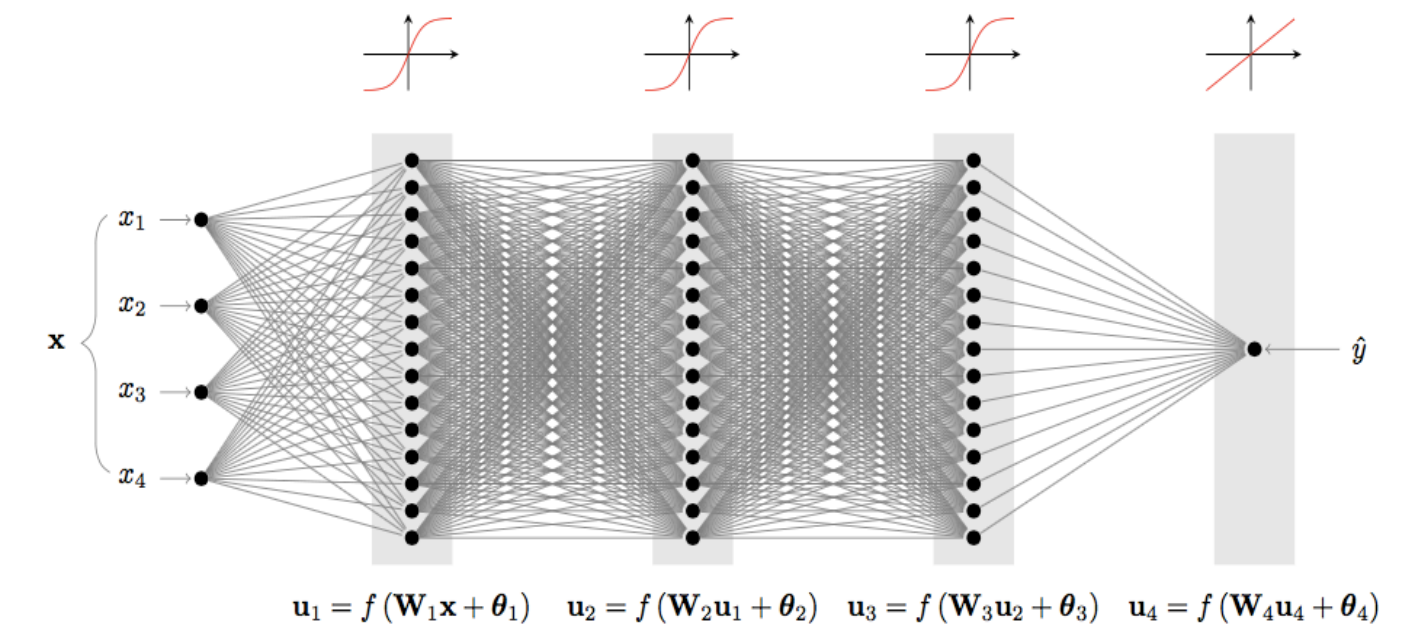 x₁
x₂
x
x₃
x₄
ŷ
u₁ = f (W₁x + θ₁) u₂ = f (W₂u₁ + θ₂) u₃ = f (W₃u₂ + θ₃) u₄ = f (W₄u₄ + θ₄)